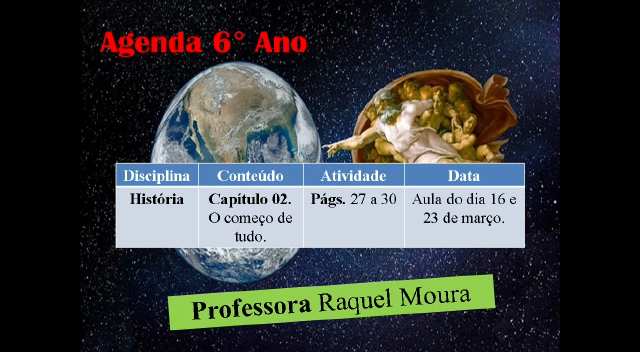 Agenda 6° Ano
Disciplina Conteúdo Atividade Data
História Capítulo 02. Págs. 27 a 30 Aula do dia 16 e
O começo de 23 de março.
tudo.
Professora Raquel Moura